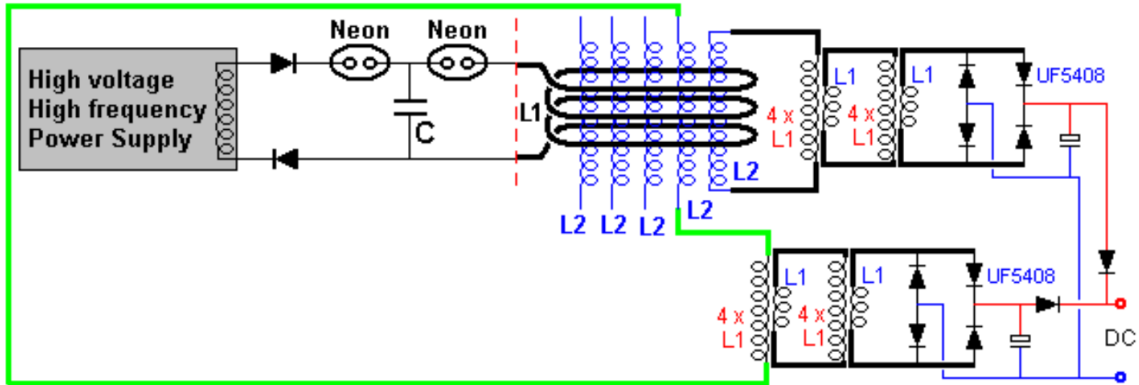 Neon
Neon
High voltage
High frequency
Power Supply
C
L1
L2
L2
L2
L2
L2
4 x
L1
L1
4 x
L1
L1
UF5408
4 x
L1
L1
4 x
L1
L1
UF5408
DC